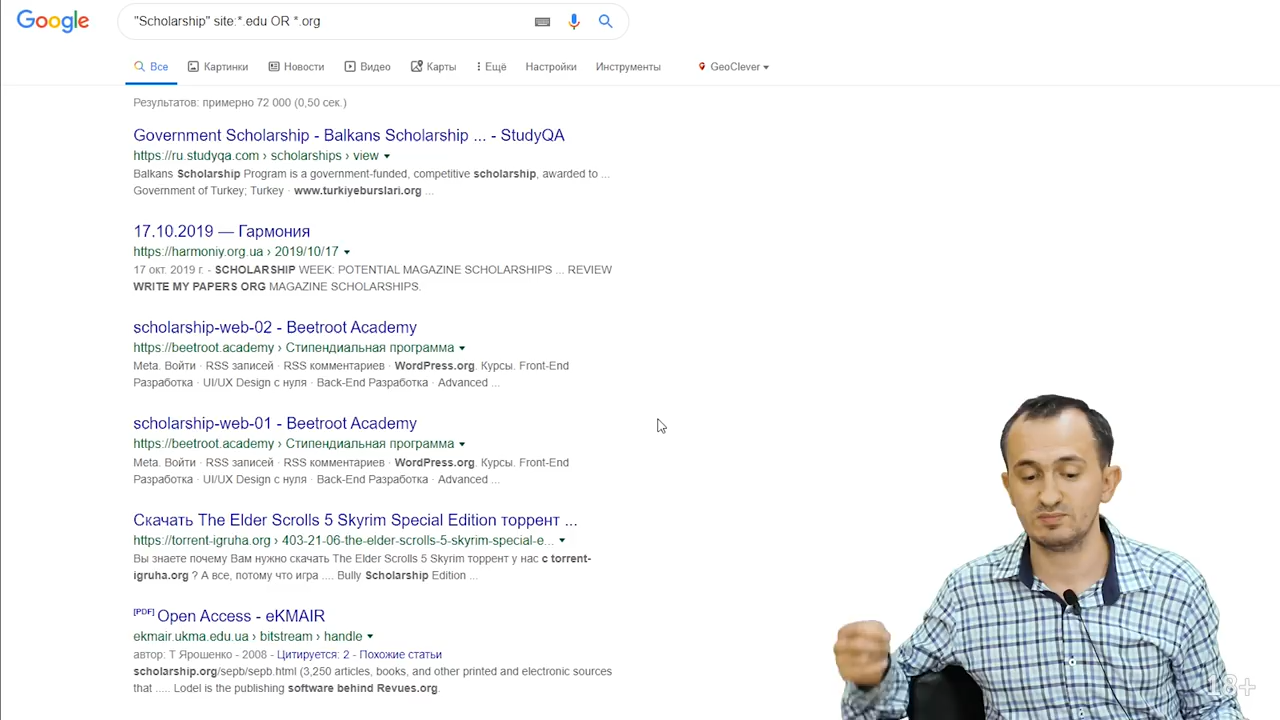 Google
"Scholarship" site:* edu OR *.org
Все Картинки Новости Видео Карты Ещё Настройки Инструменты GeoClever
Результатов: примерно 72 000 (0,50 сек.)
Government Scholarship - Balkans Scholarship ... - StudyQA
https://ru.studyqa.com › scholarships › view
Balkans Scholarship Program is a government-funded, competitive scholarship, awarded to ...
Government of Turkey; Turkey · www.turkiyeburslari.org ...
17.10.2019 — Гармония
https://harmoniy.org.ua › 2019/10/17
17 окт. 2019 г. - SCHOLARSHIP WEEK: POTENTIAL MAGAZINE SCHOLARSHIPS ... REVIEW
WRITE MY PAPERS ORG MAGAZINE SCHOLARSHIPS.
scholarship-web-02 - Beetroot Academy
https://beetroot.academy › Стипендиальная программа
Meta. Войти · RSS записей · RSS комментариев · WordPress.org. Курсы. Front-End
Разработка · UI/UX Design с нуля · Back-End Разработка · Advanced ...
scholarship-web-01 - Beetroot Academy
https://beetroot.academy › Стипендиальная программа
Meta. Войти · RSS записей · RSS комментариев · WordPress.org. Курсы. Front-End
Разработка · UI/UX Design с нуля · Back-End Разработка · Advanced ...
Скачать The Elder Scrolls 5 Skyrim Special Edition торрент ...
https://torrent-igruha.org › 403-21-06-the-elder-scrolls-5-skyrim-special-e...
Вы знаете почему Вам нужно скачать The Elder Scrolls 5 Skyrim торрент у нас с torrent-
igruha.org ? А все, потому что игра .... Bully Scholarship Edition ...
[PDF] Open Access - eKMAIR
ekmair.ukma.edu.ua › bitstream › handle
автор: Т Ярошенко - 2008 - Цитируется: 2 - Похожие статьи
scholarship.org/sepb/sepb.html (3,250 articles, books, and other printed and electronic sources
that ..... Lodel is the publishing software behind Revues.org.
18+